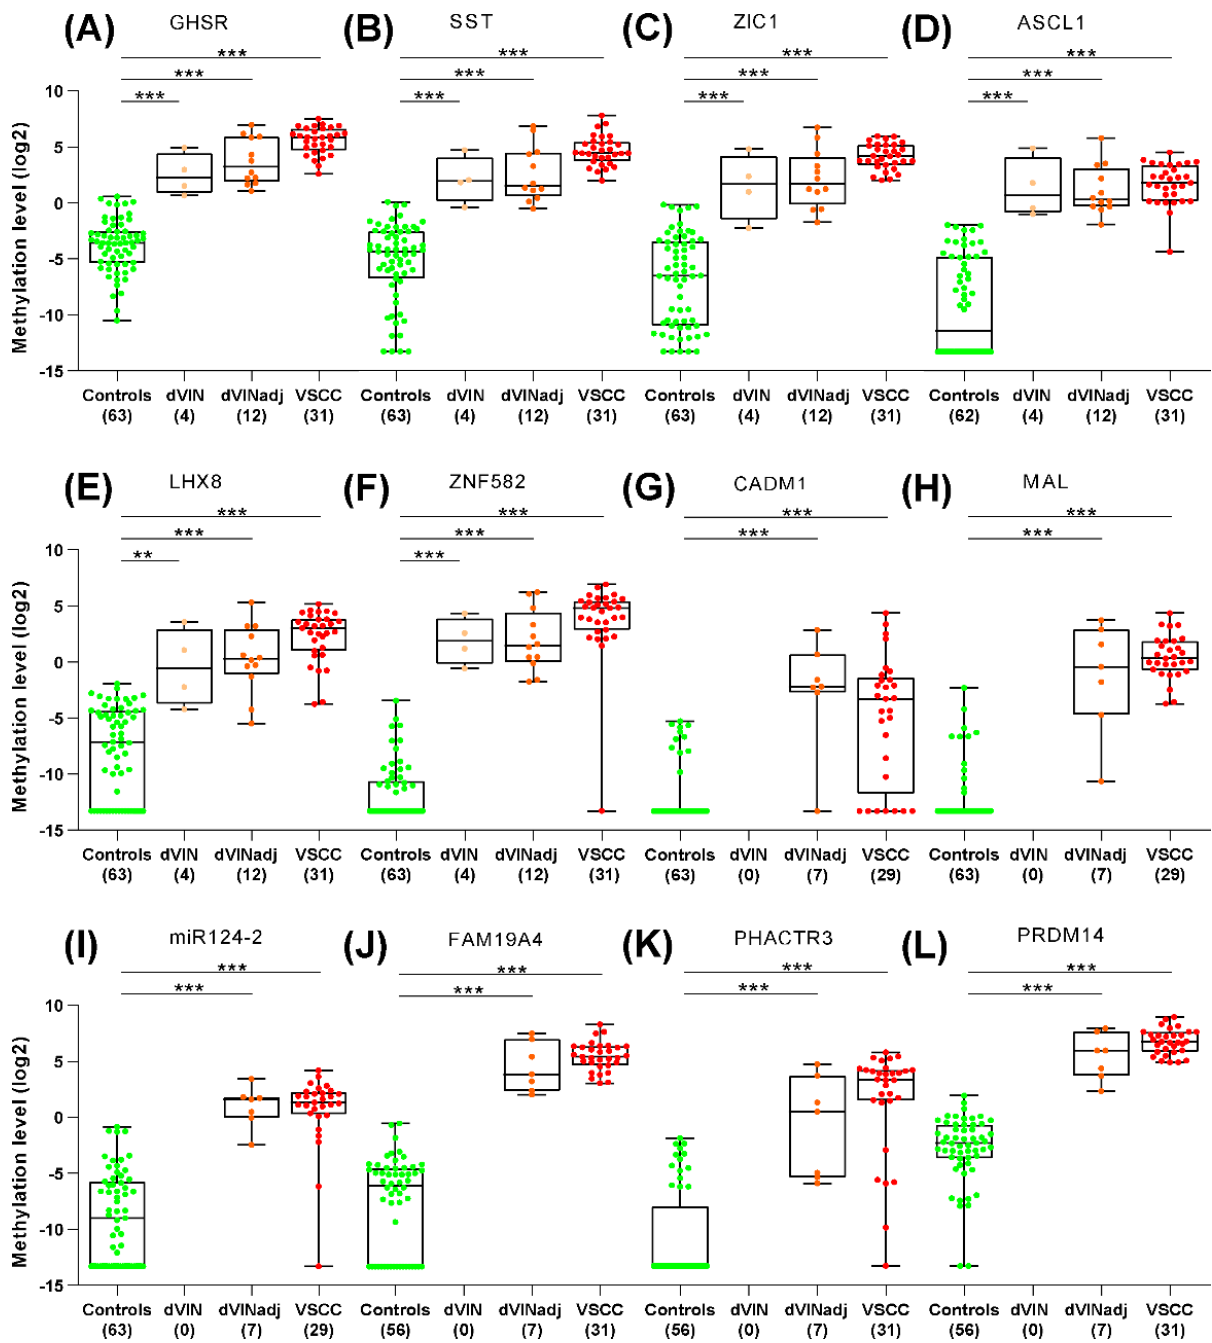 (A) GHSR (B) SST (C) ZIC1 (D) ASCL1
*** *** *** ***
*** *** *** ***
*** *** *** ***
Methylation level (log2)
10
5
0
-5
-10
-15
Controls dVIN dVINadj VSCC Controls dVIN dVINadj VSCC Controls dVIN dVINadj VSCC Controls dVIN dVINadj VSCC
(63) (4) (12) (31) (63) (4) (12) (31) (63) (4) (12) (31) (62) (4) (12) (31)
(E) LHX8 (F) ZNF582 (G) CADM1 (H) MAL
*** *** *** ***
*** *** *** ***
** ***
Methylation level (log2)
10
5
0
-5
-10
-15
Controls dVIN dVINadj VSCC Controls dVIN dVINadj VSCC Controls dVIN dVINadj VSCC Controls dVIN dVINadj VSCC
(63) (4) (12) (31) (63) (4) (12) (31) (63) (0) (7) (29) (63) (0) (7) (29)
(I) miR124-2 (J) FAM19A4 (K) PHACTR3 (L) PRDM14
*** *** *** ***
*** *** *** ***
Methylation level (log2)
10
5
0
-5
-10
-15
Controls dVIN dVINadj VSCC Controls dVIN dVINadj VSCC Controls dVIN dVINadj VSCC Controls dVIN dVINadj VSCC
(63) (0) (7) (29) (56) (0) (7) (31) (56) (0) (7) (31) (56) (0) (7) (31)